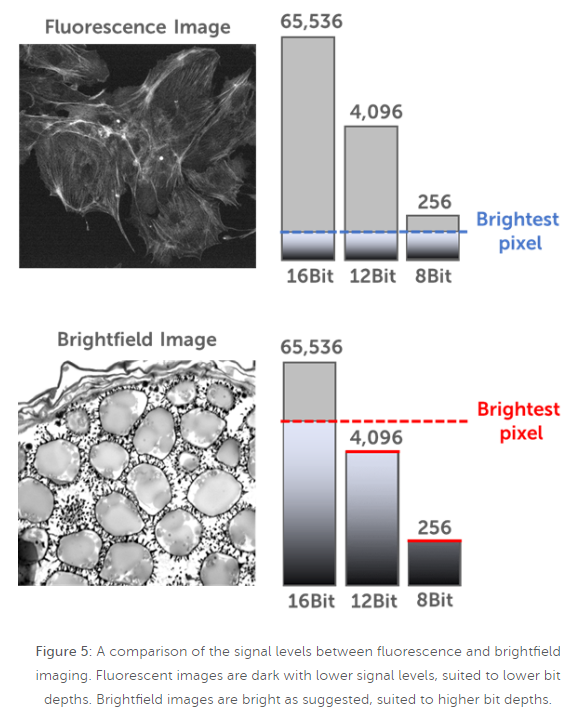 Fluorescence Image
65,536
4,096
256
Brightest
pixel
16Bit 12Bit 8Bit
Brightfield Image
65,536
Brightest
pixel
4,096
256
16Bit 12Bit 8Bit
Figure 5: A comparison of the signal levels between fluorescence and brightfield
imaging. Fluorescent images are dark with lower signal levels, suited to lower bit
depths. Brightfield images are bright as suggested, suited to higher bit depths.